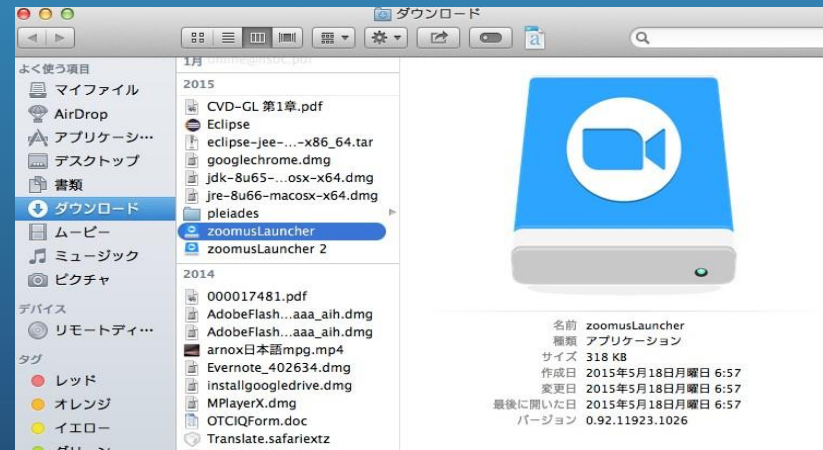 ダウンロード
よく使う項目
マイファイル
AirDrop
アプリケーシ…
デスクトップ
書類
ダウンロード
ムービー
ミュージック
ピクチャ
デバイス
リモートディ…
タグ
レッド
オレンジ
イエロー
グリーン
1月 online@hsbc.pdf
2015
CVD-GL 第1章.pdf
Eclipse
eclipse-jee-...-x86_64.tar
googlechrome.dmg
jdk-8u65-...osx-x64.dmg
jre-8u66-macosx-x64.dmg
pleiades
zoomusLauncher
zoomusLauncher 2
2014
000017481.pdf
AdobeFlash...aaa_aih.dmg
AdobeFlash...aaa_aih.dmg
arnox日本語mpg.mp4
Evernote_402634.dmg
installgoogledrive.dmg
MPlayerX.dmg
OTCIQForm.doc
Translate.safariextz
名前 zoomusLauncher
種類 アプリケーション
サイズ 318 KB
作成日 2015年5月18日月曜日 6:57
変更日 2015年5月18日月曜日 6:57
最後に開いた日 2015年5月18日月曜日 6:57
バージョン 0.92.11923.1026